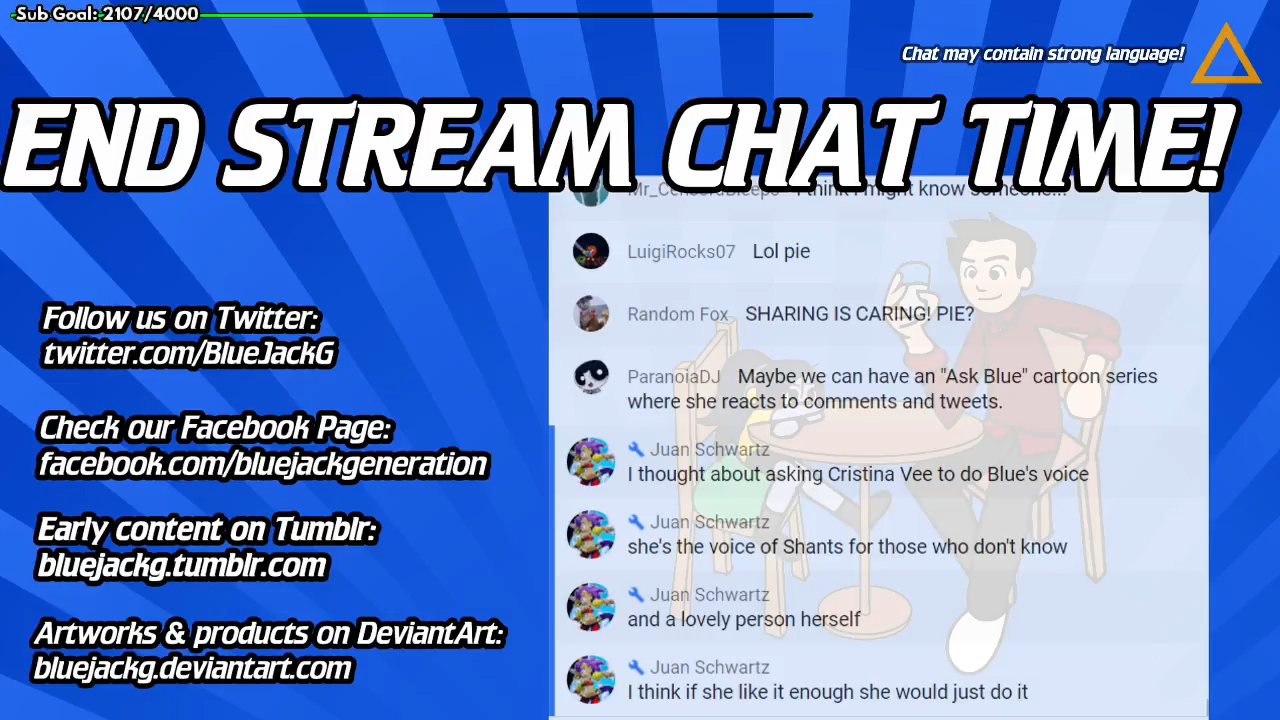 Sub Goal: 2107/4000
Chat may contain strong language!
END STREAM CHAT TIME!
I think I might know someone...
LuigiRocks07 Lol pie
Random Fox SHARING IS CARING! PIE?
ParanoiaDJ Maybe we can have an "Ask Blue" cartoon series
where she reacts to comments and tweets.
Juan Schwartz
I thought about asking Cristina Vee to do Blue's voice
Juan Schwartz
she's the voice of Shants for those who don't know
Juan Schwartz
and a lovely person herself
Juan Schwartz
I think if she like it enough she would just do it
Follow us on Twitter:
twitter.com/BlueJackG
Check our Facebook Page:
facebook.com/bluejackgeneration
Early content on Tumblr:
bluejackg.tumblr.com
Artworks & products on DeviantArt:
bluejackg.deviantart.com